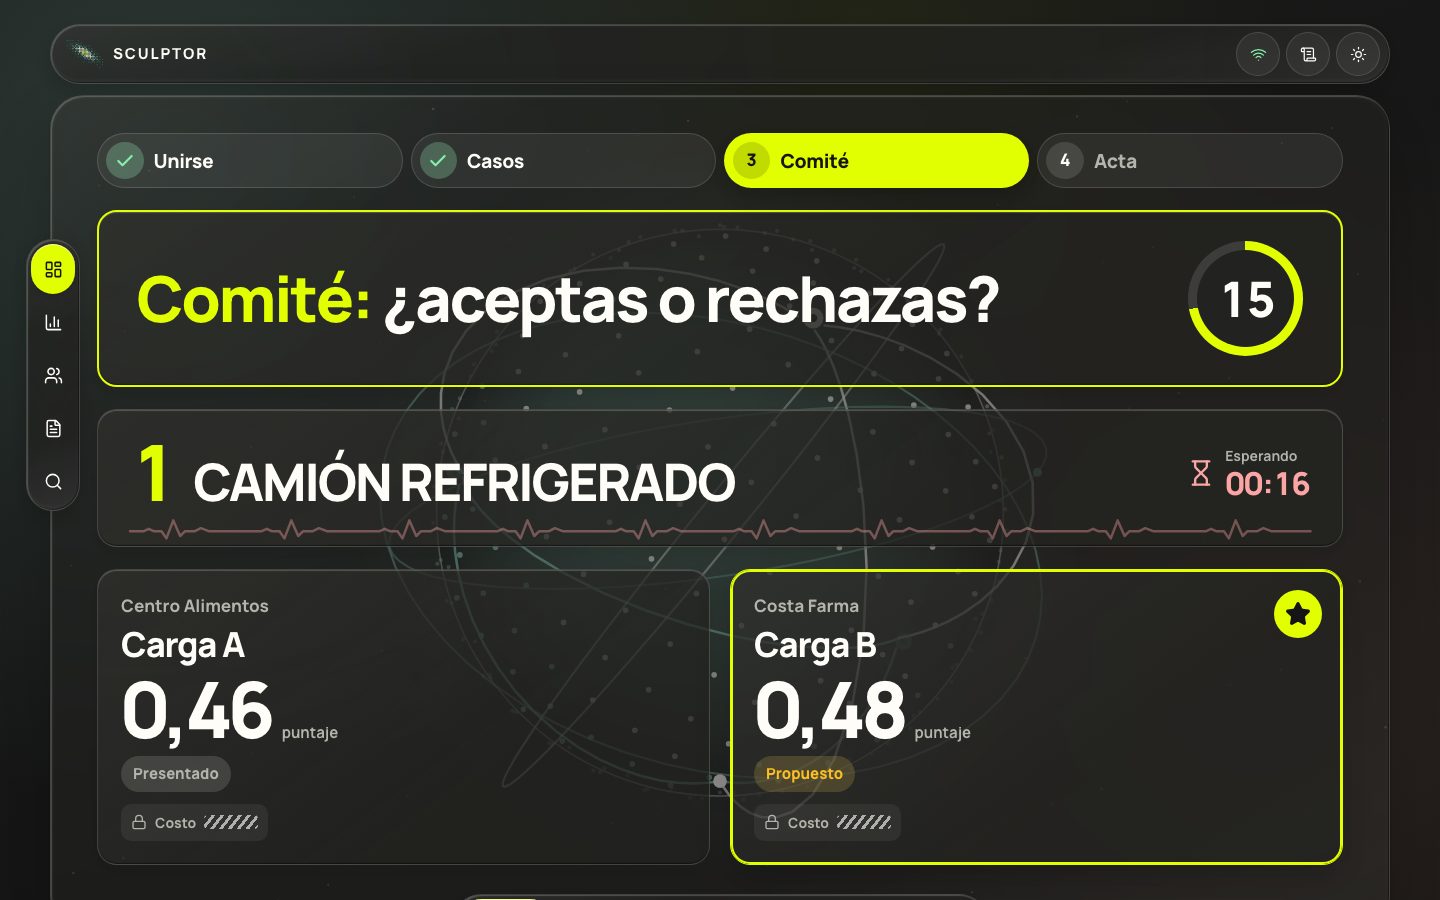 SCULPTOR
Unirse
Casos
3 Comité
4 Acta
Comité: ¿aceptas o rechazas?
15
1 CAMIÓN REFRIGERADO
Esperando
00:16
Centro Alimentos
Carga A
0,46 puntaje
Presentado
Costo
Costa Farma
Carga B
0,48 puntaje
Propuesto
Costo